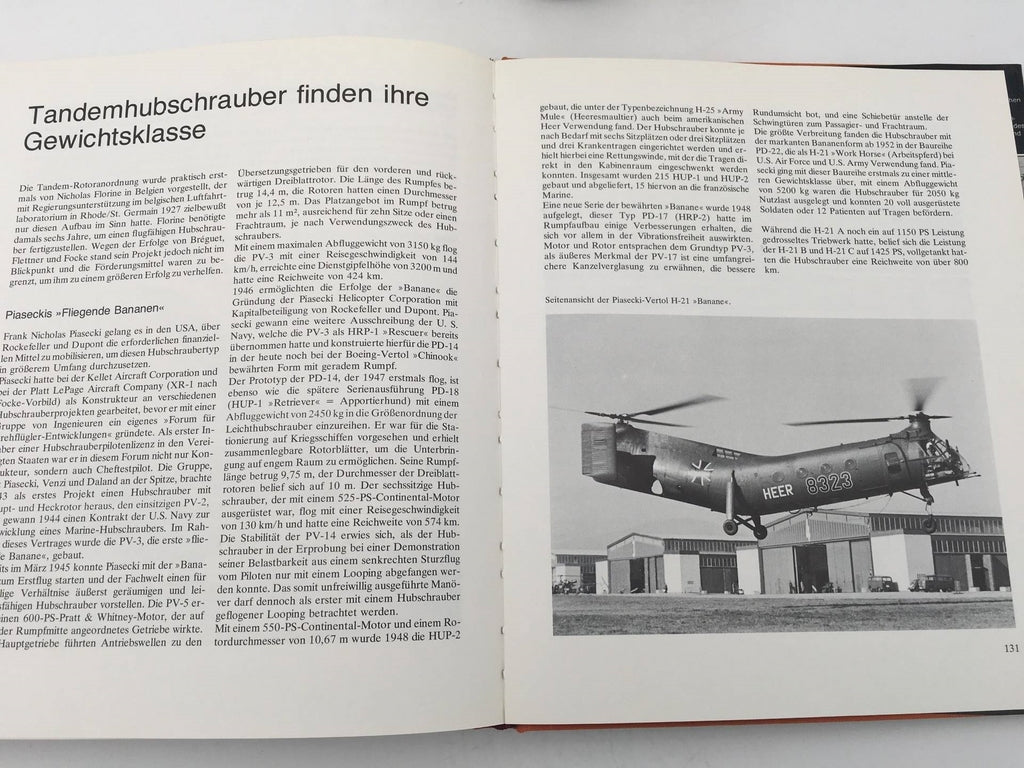 Tandemhubschrauber finden ihre
Gewichtsklasse
Die Tandem-Rotoranordnung wurde praktisch erst-
mals von Nicholas Florine in Belgien vorgestellt, der
mit Regierungsunterstützung im belgischen Luftfahrt-
laboratorium in Rhode/St. Germain 1927 zielbewußt
nur diesen Aufbau im Sinn hatte. Florine benötigte
damals sechs Jahre, um einen flugfähigen Hubschrau-
ber fertigzustellen. Wegen der Erfolge von Bréguet,
Flettner und Focke stand sein Projekt jedoch nicht im
Blickpunkt und die Förderungsmittel waren zu be-
grenzt, um ihm zu einem größeren Erfolg zu verhelfen.
Piaseckis »Fliegende Bananen«
Frank Nicholas Piasecki gelang es in den USA, über
Rockefeller und Dupont die erforderlichen finanziel-
len Mittel zu mobilisieren, um diesen Hubschraubertyp
in größerem Umfang durchzusetzen.
Piasecki hatte bei der Kellet Aircraft Corporation und
bei der Platt LePage Aircraft Company (XR-1 nach
Focke-Vorbild) als Konstrukteur an verschiedenen
Hubschrauberprojekten gearbeitet, bevor er mit einer
Gruppe von Ingenieuren ein eigenes »Forum für
rehflügler-Entwicklungen« gründete. Als erster In-
aber einer Hubschrauberpilotenlizenz in den Verei-
gten Staaten war er in diesem Forum nicht nur Kon-
ukteur, sondern auch Cheftestpilot. Die Gruppe,
Piasecki, Venzi und Daland an der Spitze, brachte
43 als erstes Projekt einen Hubschrauber mit
upt- und Heckrotor heraus, den einsitzigen PV-2,
gewann 1944 einen Kontrakt der U.S. Navy zur
wicklung eines Marine-Hubschraubers. Im Rah-
dieses Vertrages wurde die PV-3, die erste »flie-
de Banane«, gebaut.
its im März 1945 konnte Piasecki mit der »Bana-
zum Erstflug starten und der Fachwelt einen für
lige Verhältnise äußerst geräumigen und lei-
sfähigen Hubschrauber vorstellen. Die PV-5 er-
einen 600-PS-Pratt & Whitney-Motor, der auf
der Rumpfmitte angeordnetes Getriebe wirkte.
Hauptgetriebe führten Antriebswellen zu den
Übersetzungsgetrieben für den vorderen und rück-
wärtigen Dreiblattrotor. Die Länge des Rumpfes be-
trug 14,4 m, die Rotoren hatten einen Durchmesser
von je 12,5 m. Das Platzangebot im Rumpf betrug
mehr als 11 m³, ausreichend für zehn Sitze oder einen
Frachtraum, je nach Verwendungszweck des Hub-
schraubers.
Mit einem maximalen Abfluggewicht von 3150 kg flog
die PV-3 mit einer Reisegeschwindigkeit von 144
km/h, erreichte eine Dienstgipfelhöhe von 3200 m und
hatte eine Reichweite von 424 km.
1946 ermöglichten die Erfolge der »Banane« die
Gründung der Piasecki Helicopter Corporation mit
Kapitalbeteiligung von Rockefeller und Dupont. Pia-
secki gewann eine weitere Ausschreibung der U. S.
Navy, welche die PV-3 als HRP-1 »Rescuer« bereits
übernommen hatte und konstruierte hierfür die PD-14
in der heute noch bei der Boeing-Vertol »Chinook«
bewährten Form mit geradem Rumpf.
Der Prototyp der PD-14, der 1947 erstmals flog, ist
ebenso wie die spätere Serienausführung PD-18
(HUP-1 »Retriever« = Apportierhund) mit einem
Abfluggewicht von 2450 kg in die Größenordnung der
Leichthubschrauber einzureihen. Er war für die Sta-
tionierung auf Kriegsschiffen vorgesehen und erhielt
zusammenlegbare Rotorblätter, um die Unterbrin-
gung auf engem Raum zu ermöglichen. Seine Rumpf-
länge betrug 9,75 m, der Durchmesser der Dreiblatt-
rotoren belief sich auf 10 m. Der sechssitzige Hub-
schrauber, der mit einem 525-PS-Continental-Motor
ausgerüstet war, flog mit einer Reisegeschwindigkeit
von 130 km/h und hatte eine Reichweite von 574 km.
Die Stabilität der PV-14 erwies sich, als der Hub-
schrauber in der Erprobung bei einer Demonstration
seiner Belastbarkeit aus einem senkrechten Sturzflug
vom Piloten nur mit einem Looping abgefangen wer-
den konnte. Das somit unfreiwillig ausgeführte Manö-
ver darf dennoch als erster mit einem Hubschrauber
geflogener Looping betrachtet werden.
Mit einem 550-PS-Continental-Motor und einem Ro-
tordurchmesser von 10,67 m wurde 1948 die HUP-2
gebaut, die unter der Typenbezeichnung H-25 »Army
Mule« (Heeresmaultier) auch beim amerikanischen
Heer Verwendung fand. Der Hubschrauber konnte je
nach Bedarf mit sechs Sitzplätzen oder drei Sitzplätzen
und drei Krankentragen eingerichtet werden und er-
hielt hierbei eine Rettungswinde, mit der die Tragen di-
rekt in den Kabinenraum eingeschwenkt werden
konnten. Insgesamt wurden 215 HUP-1 und HUP-2
gebaut und abgeliefert, 15 hiervon an die französische
Marine.
Eine neue Serie der bewährten »Banane« wurde 1948
aufgelegt, dieser Typ PD-17 (HRP-2) hatte im
Rumpfaufbau einige Verbesserungen erhalten, die
sich vor allem in der Vibrationsfreiheit auswirkten.
Motor und Rotor entsprachen dem Grundtyp PV-3,
als äußeres Merkmal der PV-17 ist eine umfangrei-
chere Kanzelverglasung zu erwähnen, die bessere
Rundumsicht bot, und eine Schiebetür anstelle der
Schwingtüren zum Passagier- und Frachtraum.
Die größte Verbreitung fanden die Hubschrauber mit
der markanten Bananenform ab 1952 in der Baureihe
PD-22, die als H-21 »Work Horse« (Arbeitspferd) bei
U.S. Air Force und U.S. Army Verwendung fand. Pia-
secki ging mit dieser Baureihe erstmals zu einer mittle-
ren Gewichtsklasse über, mit einem Abfluggewicht
von 5200 kg waren die Hubschrauber für 2050 kg
Nutzlast ausgelegt und konnten 20 voll ausgerüstete
Soldaten oder 12 Patienten auf Tragen befördern.
Während die H-21 A noch ein auf 1150 PS Leistung
gedrosseltes Triebwerk hatte, belief sich die Leistung
der H-21 B und H-21 C auf 1425 PS, vollgetankt hat-
ten die Hubschrauber eine Reichweite von über 800
km.
Seitenansicht der Piasecki-Vertol H-21 »Banane«.
HEER 8323
131